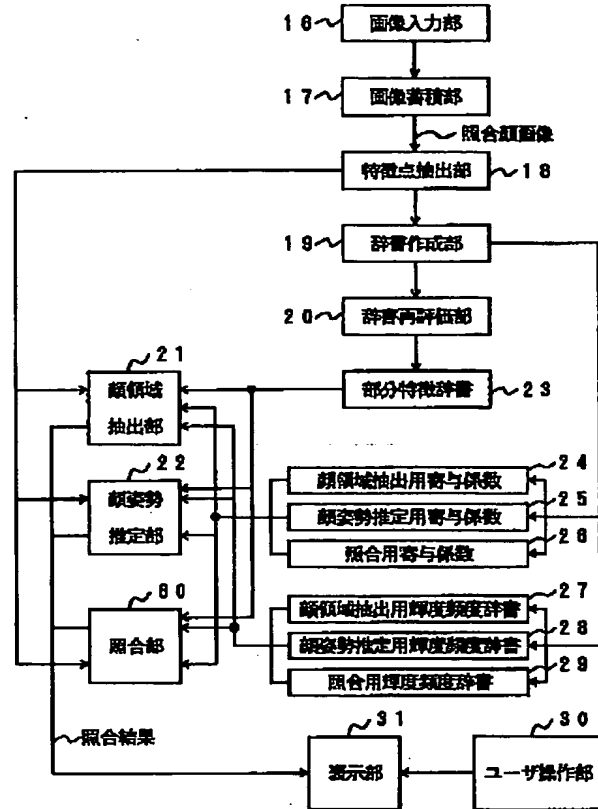 16 画像入力部
17 画像蓄積部
照合顔画像
特徴点抽出部 18
19 辞書作成部
20 辞書再評価部
21
顔領域
抽出部
部分特徴辞書 23
22
顔姿勢
推定部
24
顔領域抽出用寄与係数
25
顔姿勢推定用寄与係数
26
照合用寄与係数
60
照合部
27
顔領域抽出用輝度頻度辞書
28
顔姿勢推定用輝度頻度辞書
29
照合用輝度頻度辞書
照合結果
31
表示部
30
ユーザ操作部